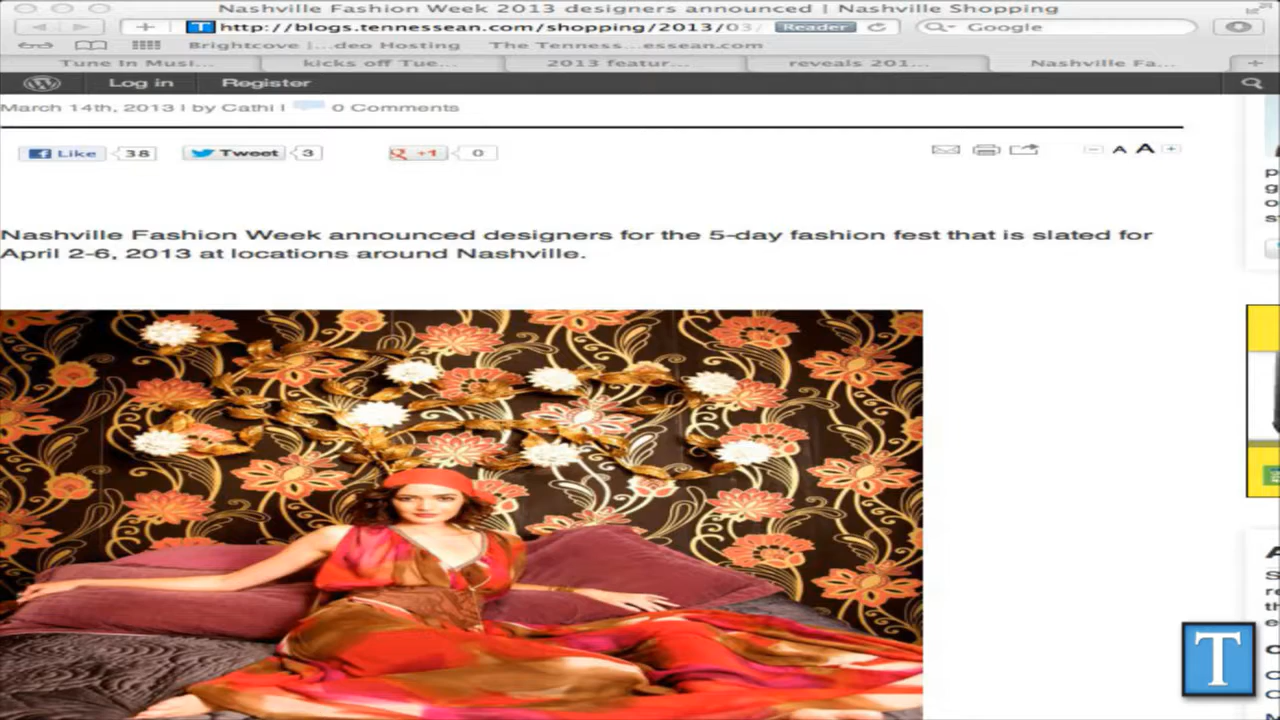 Nashville Fashion Week 2013 designers announced | Nashville Shopping
http://blogs.tennessean.com/shopping/2013/03/
Reader
Google
Brightcove |...deo Hosting
The Tenness...essean.com
Tune In Musi...
kicks off Tue...
2013 featur...
reveals 201...
Nashville Fa...
Log in
Register
March 14th, 2013 | by Cathi | 0 Comments
Like 38
Tweet 3
+1 0
A A
Nashville Fashion Week announced designers for the 5-day fashion fest that is slated for
April 2-6, 2013 at locations around Nashville.
T